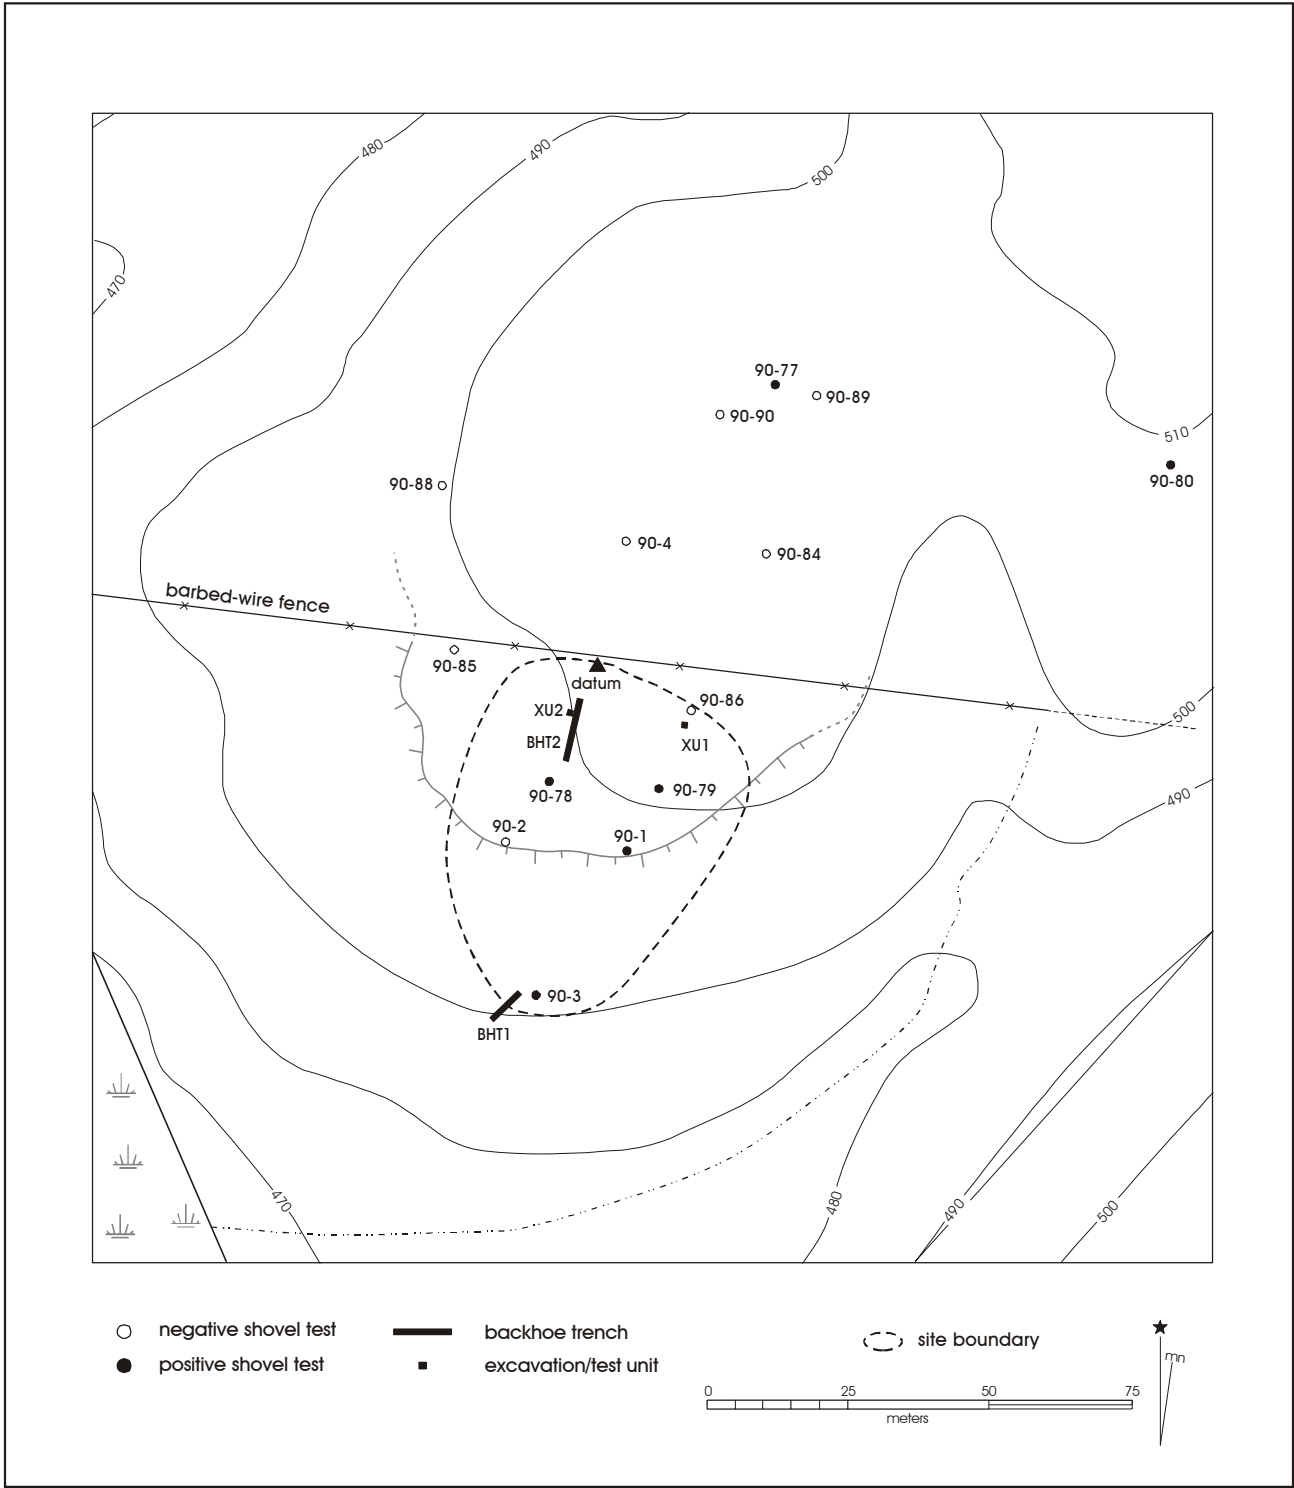 480
490
500
470
90-77
90-89
90-90
510
90-80
90-88
90-4
90-84
barbed-wire fence
90-85
datum
90-86
XU2
500
BHT2
XU1
90-79
90-78
490
90-2
90-1
90-3
BHT1
470
480
490
500
negative shovel test
backhoe trench
site boundary
positive shovel test
excavation/test unit
mn
0 25 50 75
meters